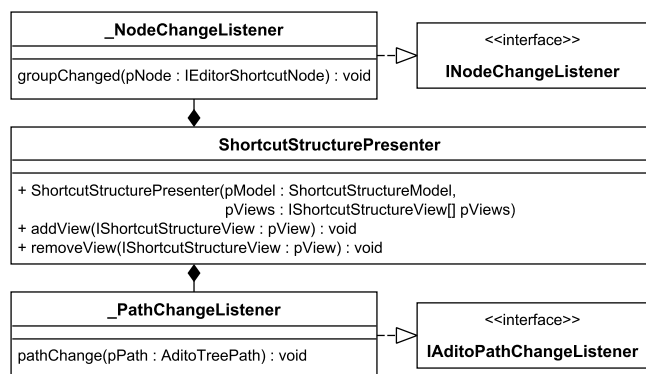 _NodeChangeListener
groupChanged(pNode : IEditorShortcutNode) : void
<<interface>>
INodeChangeListener
ShortcutStructurePresenter
+ ShortcutStructurePresenter(pModel : ShortcutStructureModel,
pViews : IShortcutStructureView[] pViews)
+ addView(IShortcutStructureView : pView) : void
+ removeView(IShortcutStructureView : pView) : void
_PathChangeListener
pathChange(pPath : AditoTreePath) : void
<<interface>>
IAditoPathChangeListener